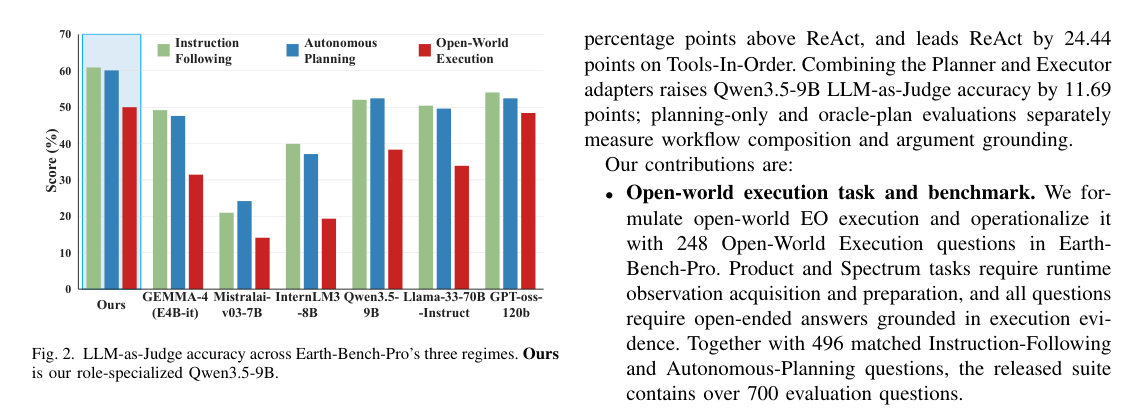 70
60
50
40
30
20
10
0
Score (%)
Instruction
Following
Autonomous
Planning
Open-World
Execution
Ours
GEMMA-4
(E4B-it)
Mistralai-
v03-7B
InternLM3
-8B
Qwen3.5-
9B
Llama-33-70B
-Instruct
GPT-oss-
120b
Fig. 2. LLM-as-Judge accuracy across Earth-Bench-Pro's three regimes. Ours
is our role-specialized Qwen3.5-9B.
percentage points above ReAct, and leads ReAct by 24.44
points on Tools-In-Order. Combining the Planner and Executor
adapters raises Qwen3.5-9B LLM-as-Judge accuracy by 11.69
points; planning-only and oracle-plan evaluations separately
measure workflow composition and argument grounding.
Our contributions are:
• Open-world execution task and benchmark. We for-
mulate open-world EO execution and operationalize it
with 248 Open-World Execution questions in Earth-
Bench-Pro. Product and Spectrum tasks require runtime
observation acquisition and preparation, and all questions
require open-ended answers grounded in execution evi-
dence. Together with 496 matched Instruction-Following
and Autonomous-Planning questions, the released suite
contains over 700 evaluation questions.